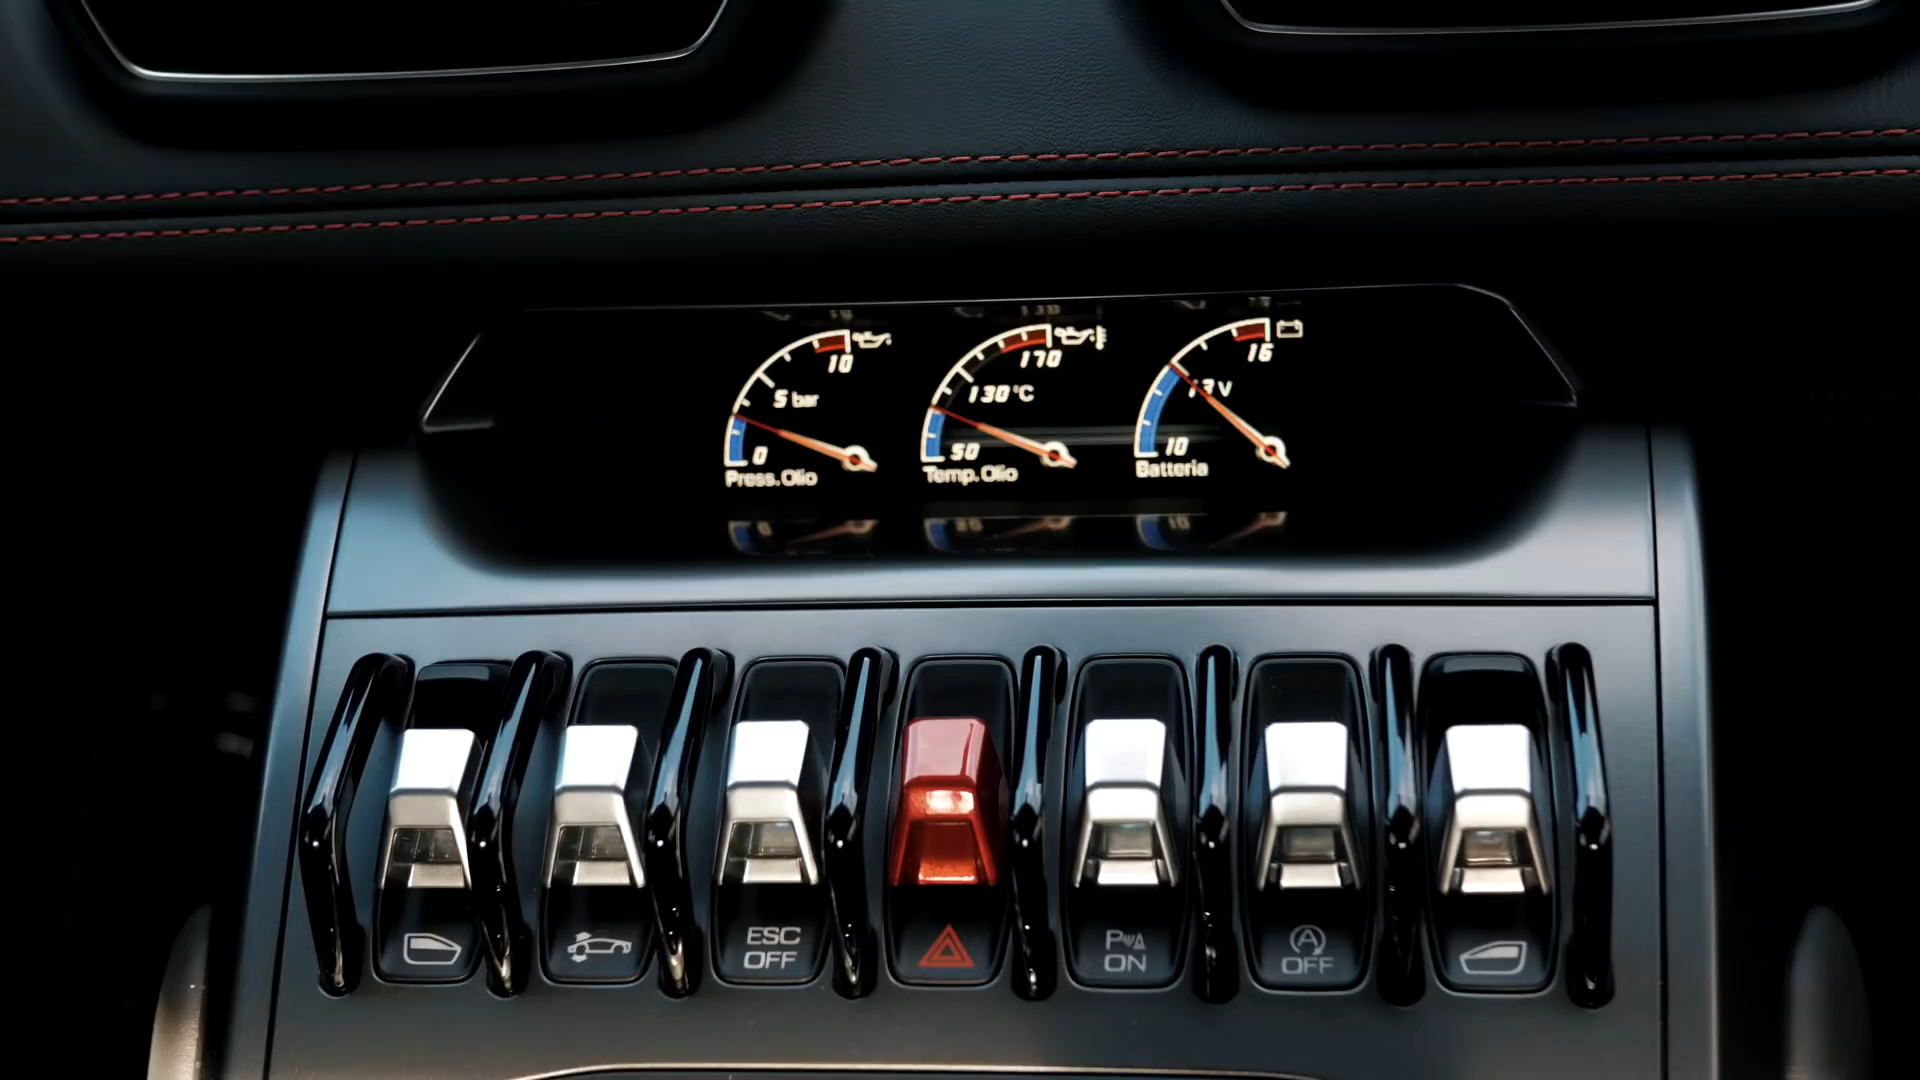 10
5 bar
0
Press.Olio
170
130 °C
50
Temp.Olio
16
13 V
10
Batteria
ESC
OFF
P
ON
A
OFF